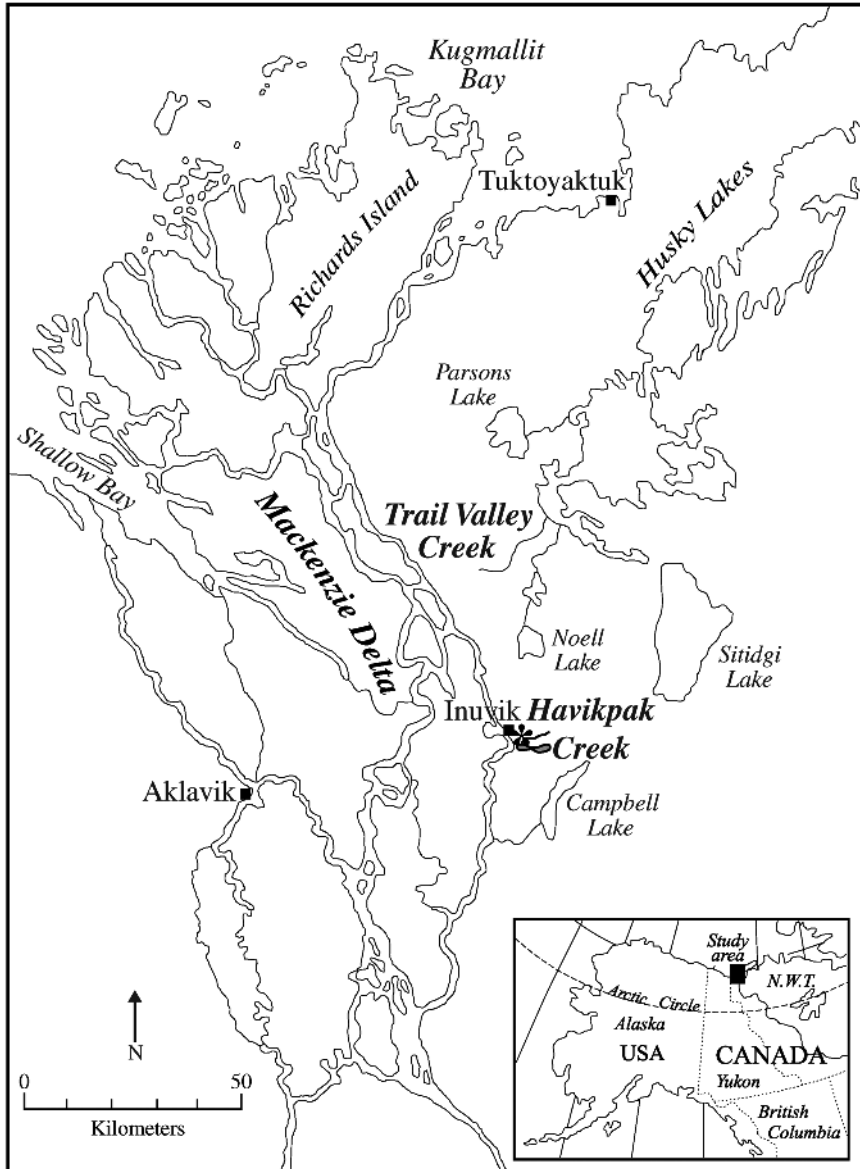 Kugmallit
Bay
Tuktoyaktuk
Richards Island
Husky Lakes
Parsons
Lake
Shallow Bay
Mackenzie Delta
Trail Valley
Creek
Noell
Lake
Sitidgi
Lake
Inuvik Havikpak
Creek
Aklavik
Campbell
Lake
N
0 50
Kilometers
Study
area
N.W.T.
Arctic Circle
Alaska
USA
CANADA
Yukon
British
Columbia